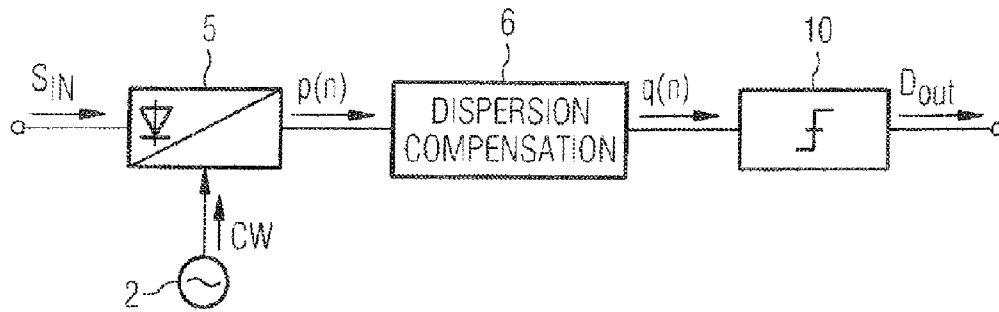 5
6
10
S_IN
p(n)
q(n)
D_out
DISPERSION
COMPENSATION
CW
2